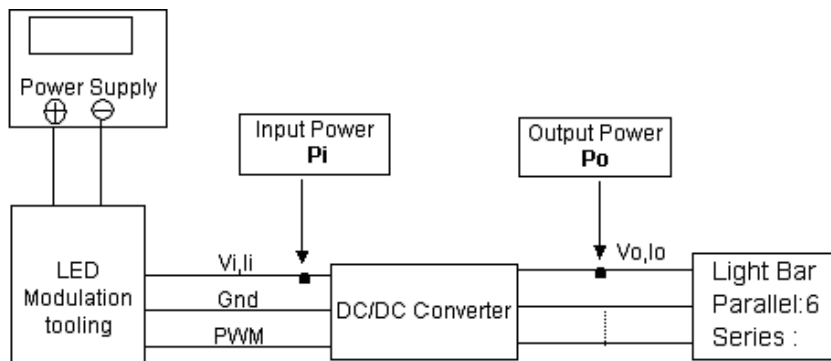 Power Supply
Input Power
Pi
Output Power
Po
LED
Modulation
tooling
Vi,Ii
Gnd
PWM
DC/DC Converter
Vo,Io
Light Bar
Parallel:6
Series :